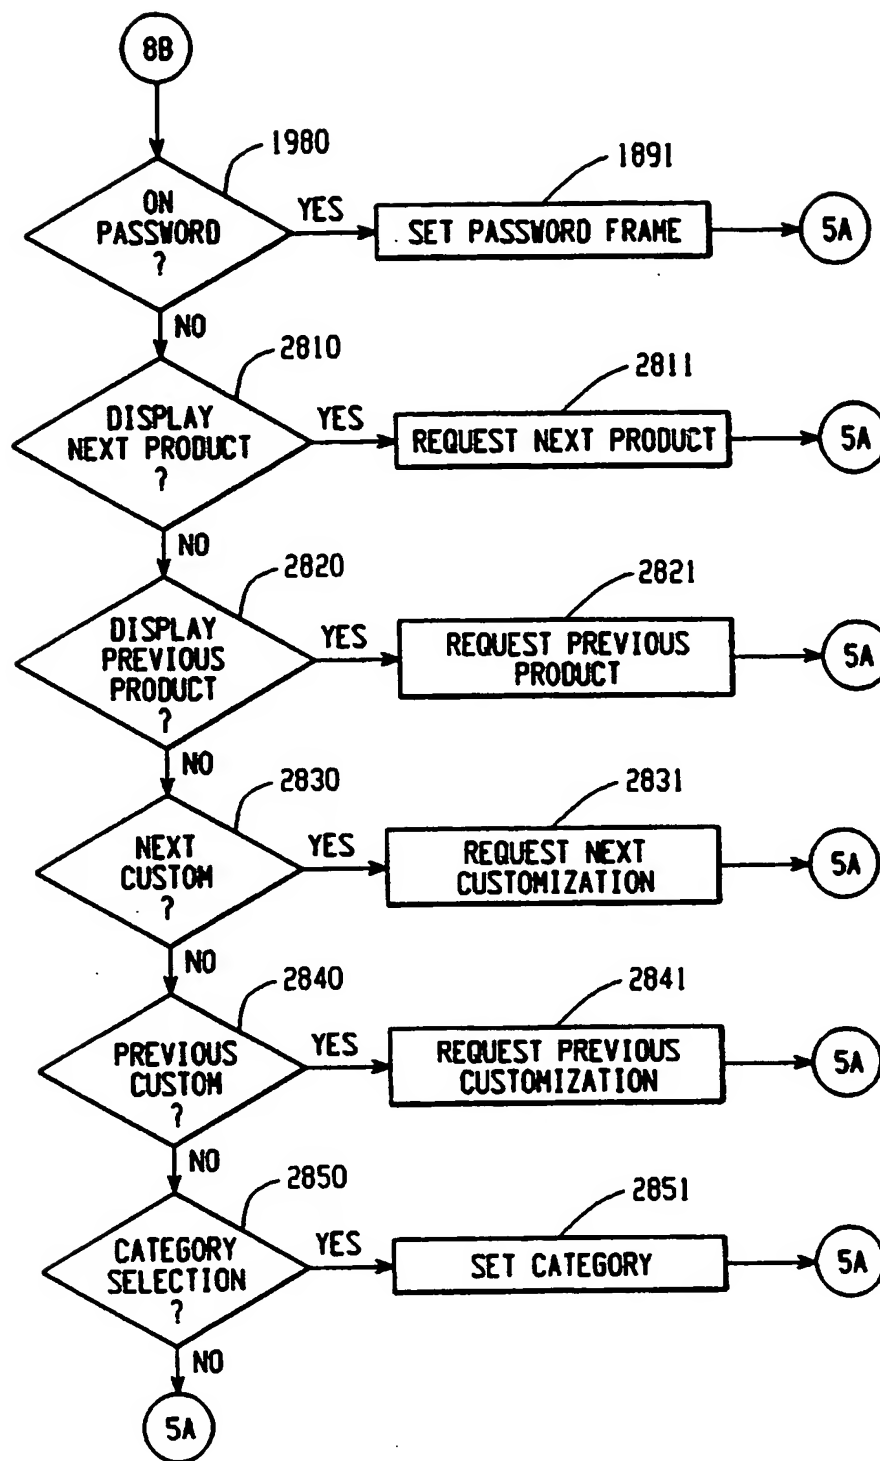 8B
1980
1891
ON
PASSWORD
?
YES
SET PASSWORD FRAME
5A
NO
2810
2811
DISPLAY
NEXT PRODUCT
?
YES
REQUEST NEXT PRODUCT
5A
NO
2820
2821
DISPLAY
PREVIOUS
PRODUCT
?
YES
REQUEST PREVIOUS
PRODUCT
5A
NO
2830
2831
NEXT
CUSTOM
?
YES
REQUEST NEXT
CUSTOMIZATION
5A
NO
2840
2841
PREVIOUS
CUSTOM
?
YES
REQUEST PREVIOUS
CUSTOMIZATION
5A
NO
2850
2851
CATEGORY
SELECTION
?
YES
SET CATEGORY
5A
NO
5A